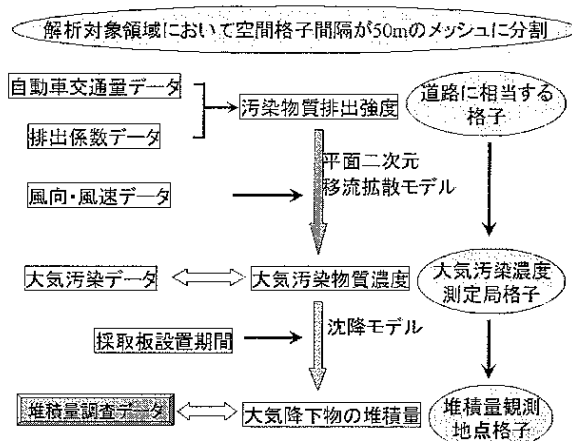 解析対象領域において空間格子間隔が50mのメッシュに分割
自動車交通量データ
排出係数データ
汚染物質排出強度
道路に相当する
格子
平面二次元
移流拡散モデル
風向・風速データ
大気汚染データ
大気汚染物質濃度
大気汚染濃度
測定局格子
採取板設置期間
沈降モデル
堆積量調査データ
大気降下物の堆積量
堆積量観測
地点格子